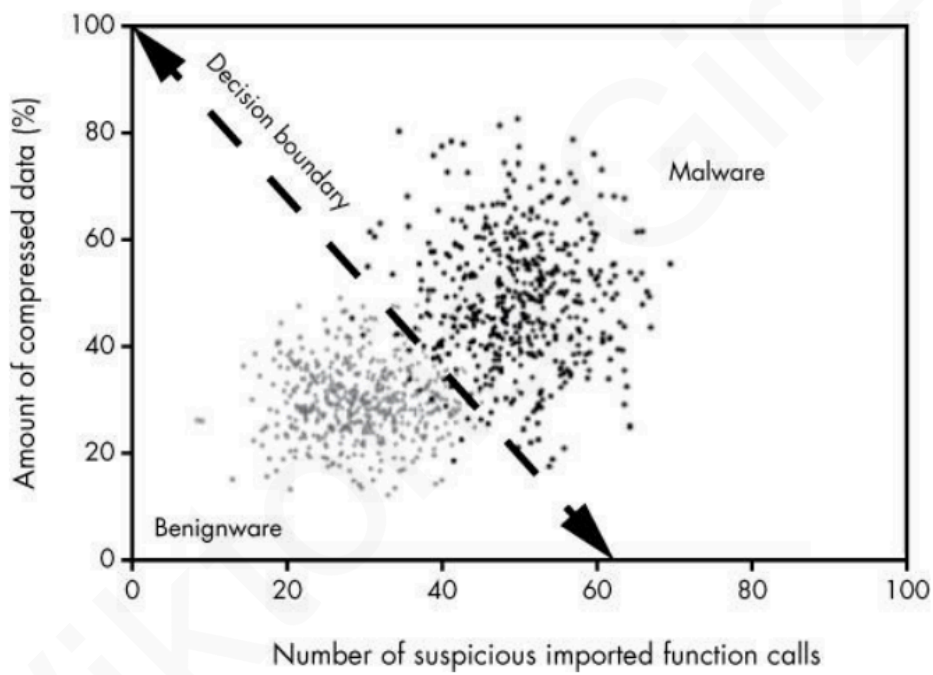 100
80
60
40
20
0
Amount of compressed data (%)
Decision boundary
Malware
Benignware
0 20 40 60 80 100
Number of suspicious imported function calls